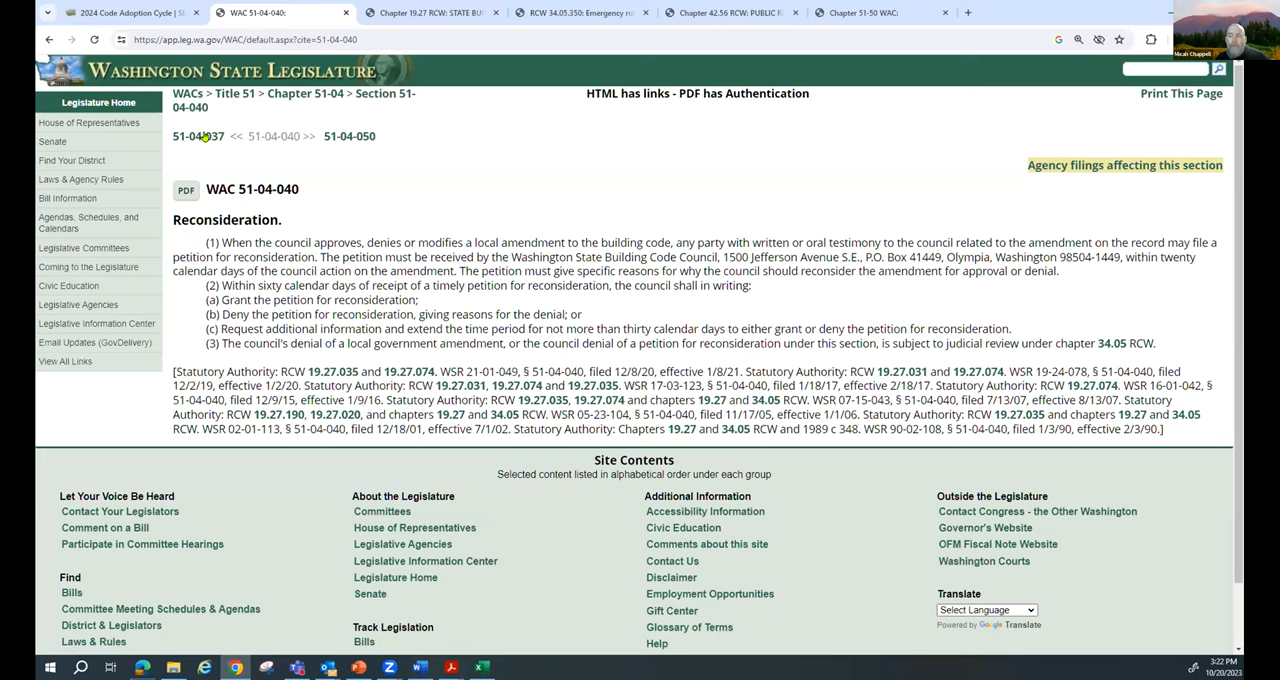 2024 Code Adoption Cycle | SB
WAC 51-04-040:
Chapter 19.27 RCW: STATE BUI
RCW 34.05.350: Emergency ru
Chapter 42.56 RCW: PUBLIC R
Chapter 51-50 WAC:
https://app.leg.wa.gov/WAC/default.aspx?cite=51-04-040
Micah Chappell
WASHINGTON STATE LEGISLATURE
Legislature Home
House of Representatives
Senate
Find Your District
Laws & Agency Rules
Bill Information
Agendas, Schedules, and
Calendars
Legislative Committees
Coming to the Legislature
Civic Education
Legislative Agencies
Legislative Information Center
Email Updates (GovDelivery)
View All Links
WACs > Title 51 > Chapter 51-04 > Section 51-
04-040
HTML has links - PDF has Authentication
Print This Page
51-04-037 << 51-04-040 >> 51-04-050
Agency filings affecting this section
PDF WAC 51-04-040
Reconsideration.
(1) When the council approves, denies or modifies a local amendment to the building code, any party with written or oral testimony to the council related to the amendment on the record may file a
petition for reconsideration. The petition must be received by the Washington State Building Code Council, 1500 Jefferson Avenue S.E., P.O. Box 41449, Olympia, Washington 98504-1449, within twenty
calendar days of the council action on the amendment. The petition must give specific reasons for why the council should reconsider the amendment for approval or denial.
(2) Within sixty calendar days of receipt of a timely petition for reconsideration, the council shall in writing:
(a) Grant the petition for reconsideration;
(b) Deny the petition for reconsideration, giving reasons for the denial; or
(c) Request additional information and extend the time period for not more than thirty calendar days to either grant or deny the petition for reconsideration.
(3) The council's denial of a local government amendment, or the council denial of a petition for reconsideration under this section, is subject to judicial review under chapter 34.05 RCW.
[Statutory Authority: RCW 19.27.035 and 19.27.074. WSR 21-01-049, § 51-04-040, filed 12/8/20, effective 1/8/21. Statutory Authority: RCW 19.27.031 and 19.27.074. WSR 19-24-078, § 51-04-040, filed
12/2/19, effective 1/2/20. Statutory Authority: RCW 19.27.031, 19.27.074 and 19.27.035. WSR 17-03-123, § 51-04-040, filed 1/18/17, effective 2/18/17. Statutory Authority: RCW 19.27.074. WSR 16-01-042, §
51-04-040, filed 12/9/15, effective 1/9/16. Statutory Authority: RCW 19.27.035, 19.27.074 and chapters 19.27 and 34.05 RCW. WSR 07-15-043, § 51-04-040, filed 7/13/07, effective 8/13/07. Statutory
Authority: RCW 19.27.190, 19.27.020, and chapters 19.27 and 34.05 RCW. WSR 05-23-104, § 51-04-040, filed 11/17/05, effective 1/1/06. Statutory Authority: RCW 19.27.035 and chapters 19.27 and 34.05
RCW. WSR 02-01-113, § 51-04-040, filed 12/18/01, effective 7/1/02. Statutory Authority: Chapters 19.27 and 34.05 RCW and 1989 c 348. WSR 90-02-108, § 51-04-040, filed 1/3/90, effective 2/3/90.]
Site Contents
Selected content listed in alphabetical order under each group
Let Your Voice Be Heard
Contact Your Legislators
Comment on a Bill
Participate in Committee Hearings
Find
Bills
Committee Meeting Schedules & Agendas
District & Legislators
Laws & Rules
About the Legislature
Committees
House of Representatives
Legislative Agencies
Legislative Information Center
Legislature Home
Senate
Track Legislation
Bills
Additional Information
Accessibility Information
Civic Education
Comments about this site
Contact Us
Disclaimer
Employment Opportunities
Gift Center
Glossary of Terms
Help
Outside the Legislature
Contact Congress - the Other Washington
Governor's Website
OFM Fiscal Note Website
Washington Courts
Translate
Select Language
Powered by Google Translate
3:22 PM
10/20/2023